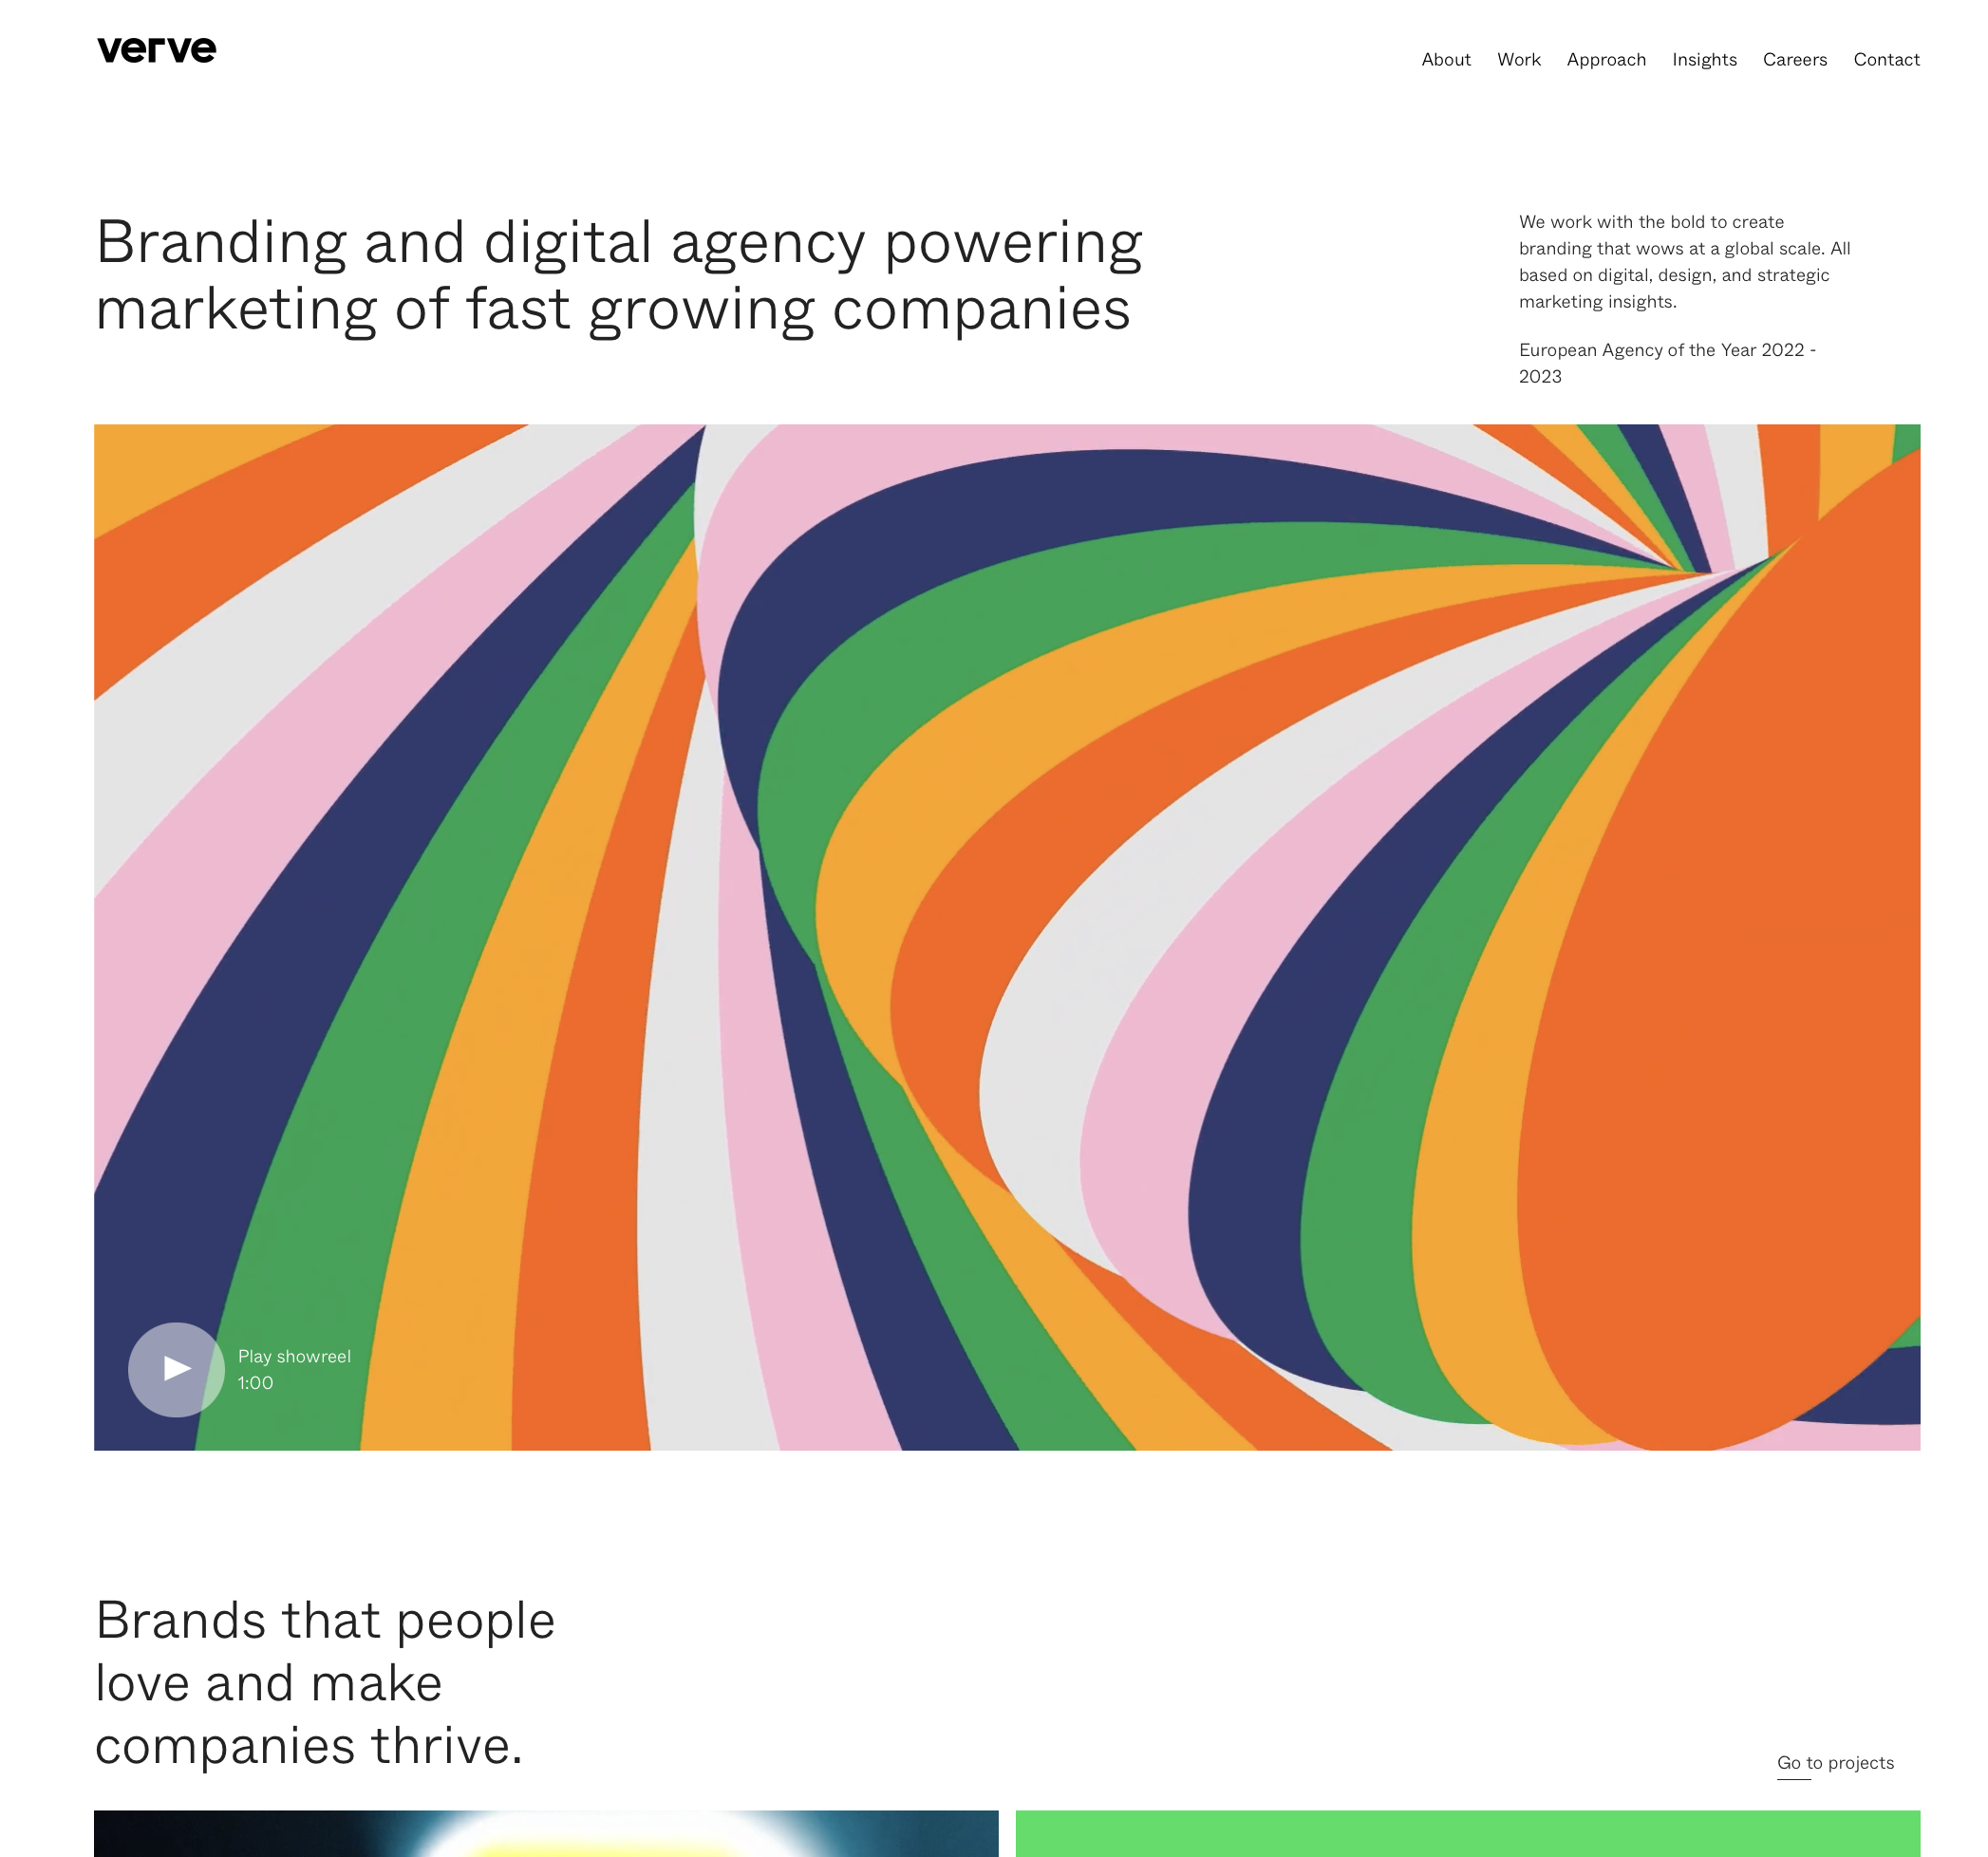 verve
About Work Approach Insights Careers Contact
Branding and digital agency powering
marketing of fast growing companies
We work with the bold to create
branding that wows at a global scale. All
based on digital, design, and strategic
marketing insights.
European Agency of the Year 2022 -
2023
Play showreel
1:00
Brands that people
love and make
companies thrive.
Go to projects